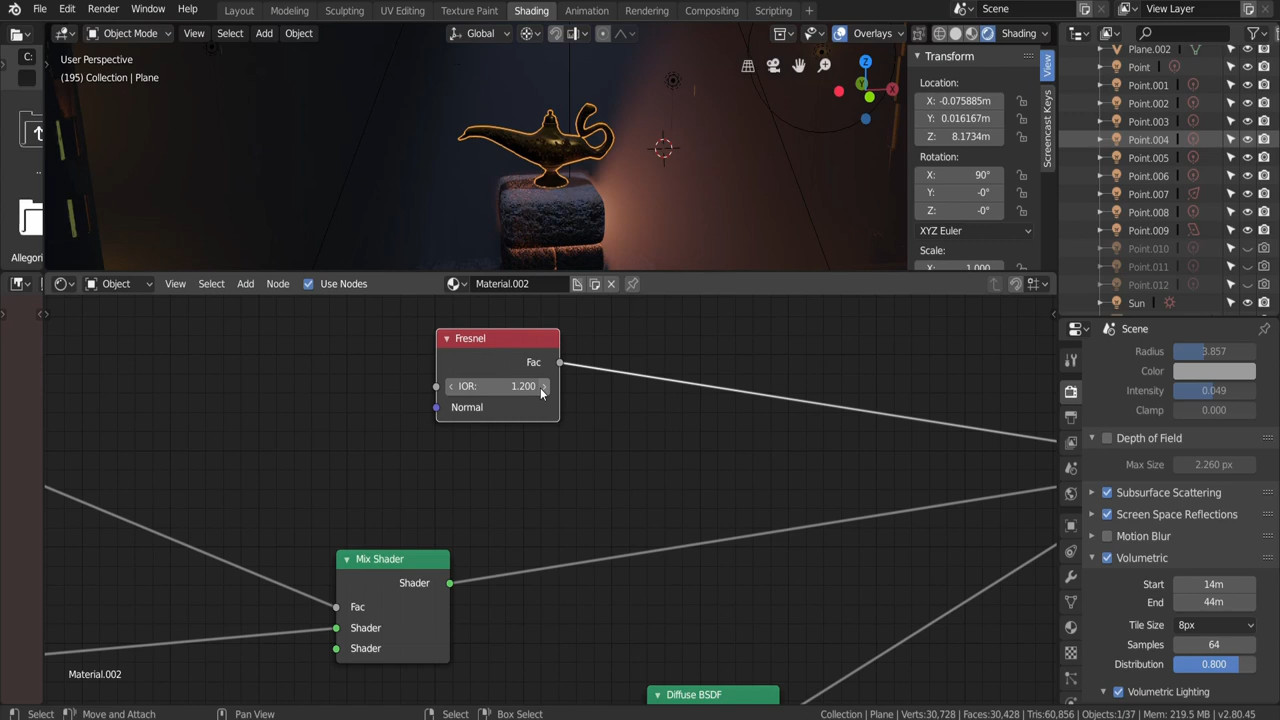 File Edit Render Window Help Layout Modeling Sculpting UV Editing Texture Paint Shading Animation Rendering Compositing Scripting + Scene View Layer
Object Mode View Select Add Object Global Overlays Shading
User Perspective
(195) Collection | Plane
C:
..
Allegori
Z
Y
X
Transform
Location:
X: -0.075885m
Y: 0.016167m
Z: 8.1734m
Rotation:
X: 90°
Y: -0°
Z: -0°
XYZ Euler
Scale:
X: 1.000
View
Screencast Keys
Plane.002
Point
Point.001
Point.002
Point.003
Point.004
Point.005
Point.006
Point.007
Point.008
Point.009
Point.010
Point.011
Point.012
Sun
Object View Select Add Node Use Nodes Material.002
Fresnel
Fac
IOR: 1.200
Normal
Mix Shader
Shader
Fac
Shader
Shader
Diffuse BSDF
Material.002
Scene
Radius 3.857
Color
Intensity 0.049
Clamp 0.000
Depth of Field
Max Size 2.260 px
Subsurface Scattering
Screen Space Reflections
Motion Blur
Volumetric
Start 14m
End 44m
Tile Size 8px
Samples 64
Distribution 0.800
Volumetric Lighting
Select Move and Attach Pan View Select Box Select Collection | Plane | Verts:30,728 | Faces:30,428 | Tris:60,856 | Objects:1/37 | Mem: 219.5 MB | v2.80.45